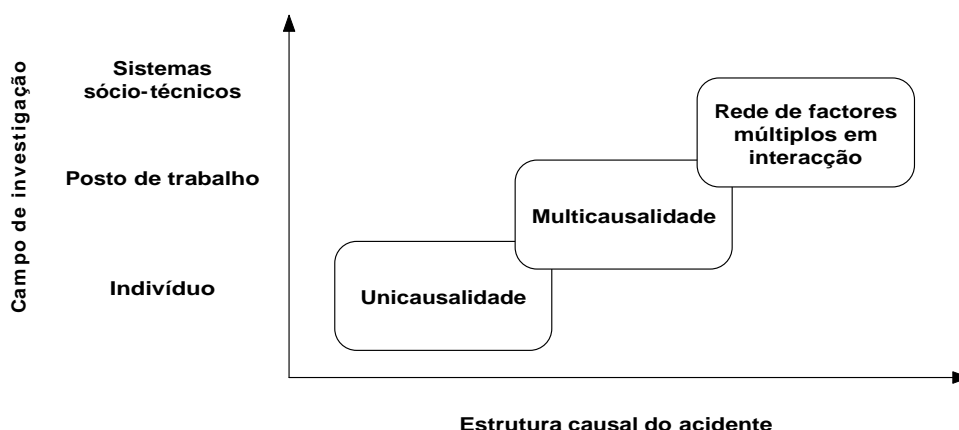 Campo de investigação
Sistemas
sócio-técnicos
Posto de trabalho
Indivíduo
Rede de factores
múltiplos em
interacção
Multicausalidade
Unicausalidade
Estrutura causal do acidente